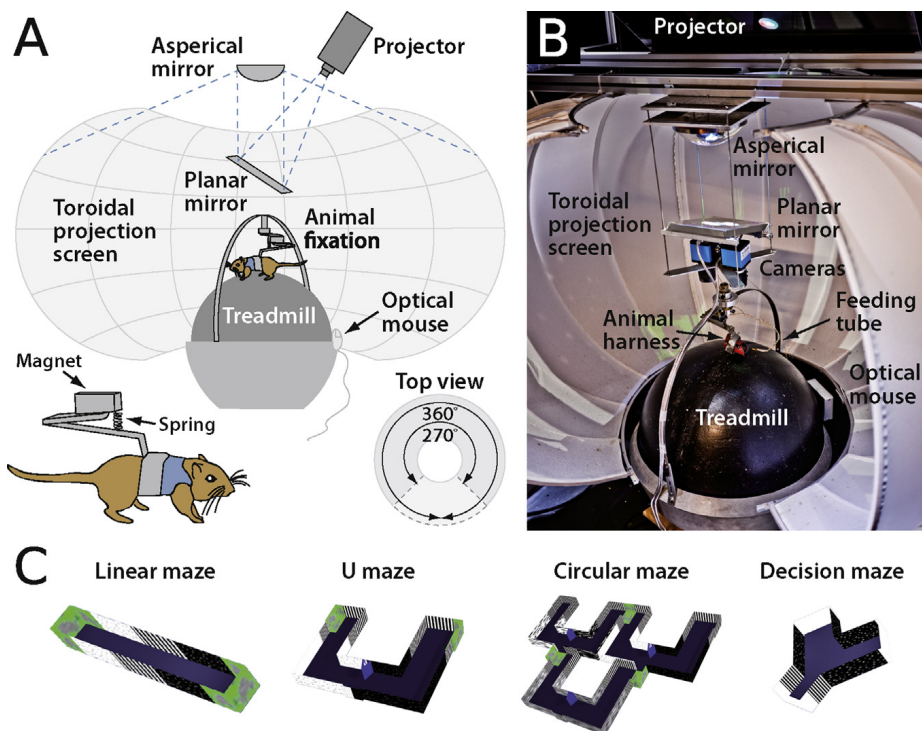 A
Asperical
mirror
Projector
Planar
mirror
Toroidal
projection
screen
Animal
fixation
Treadmill
Optical
mouse
Magnet
Spring
Top view
360°
270°
B
Projector
Asperical
mirror
Toroidal
projection
screen
Planar
mirror
Cameras
Animal
harness
Feeding
tube
Optical
mouse
Treadmill
C
Linear maze
U maze
Circular maze
Decision maze